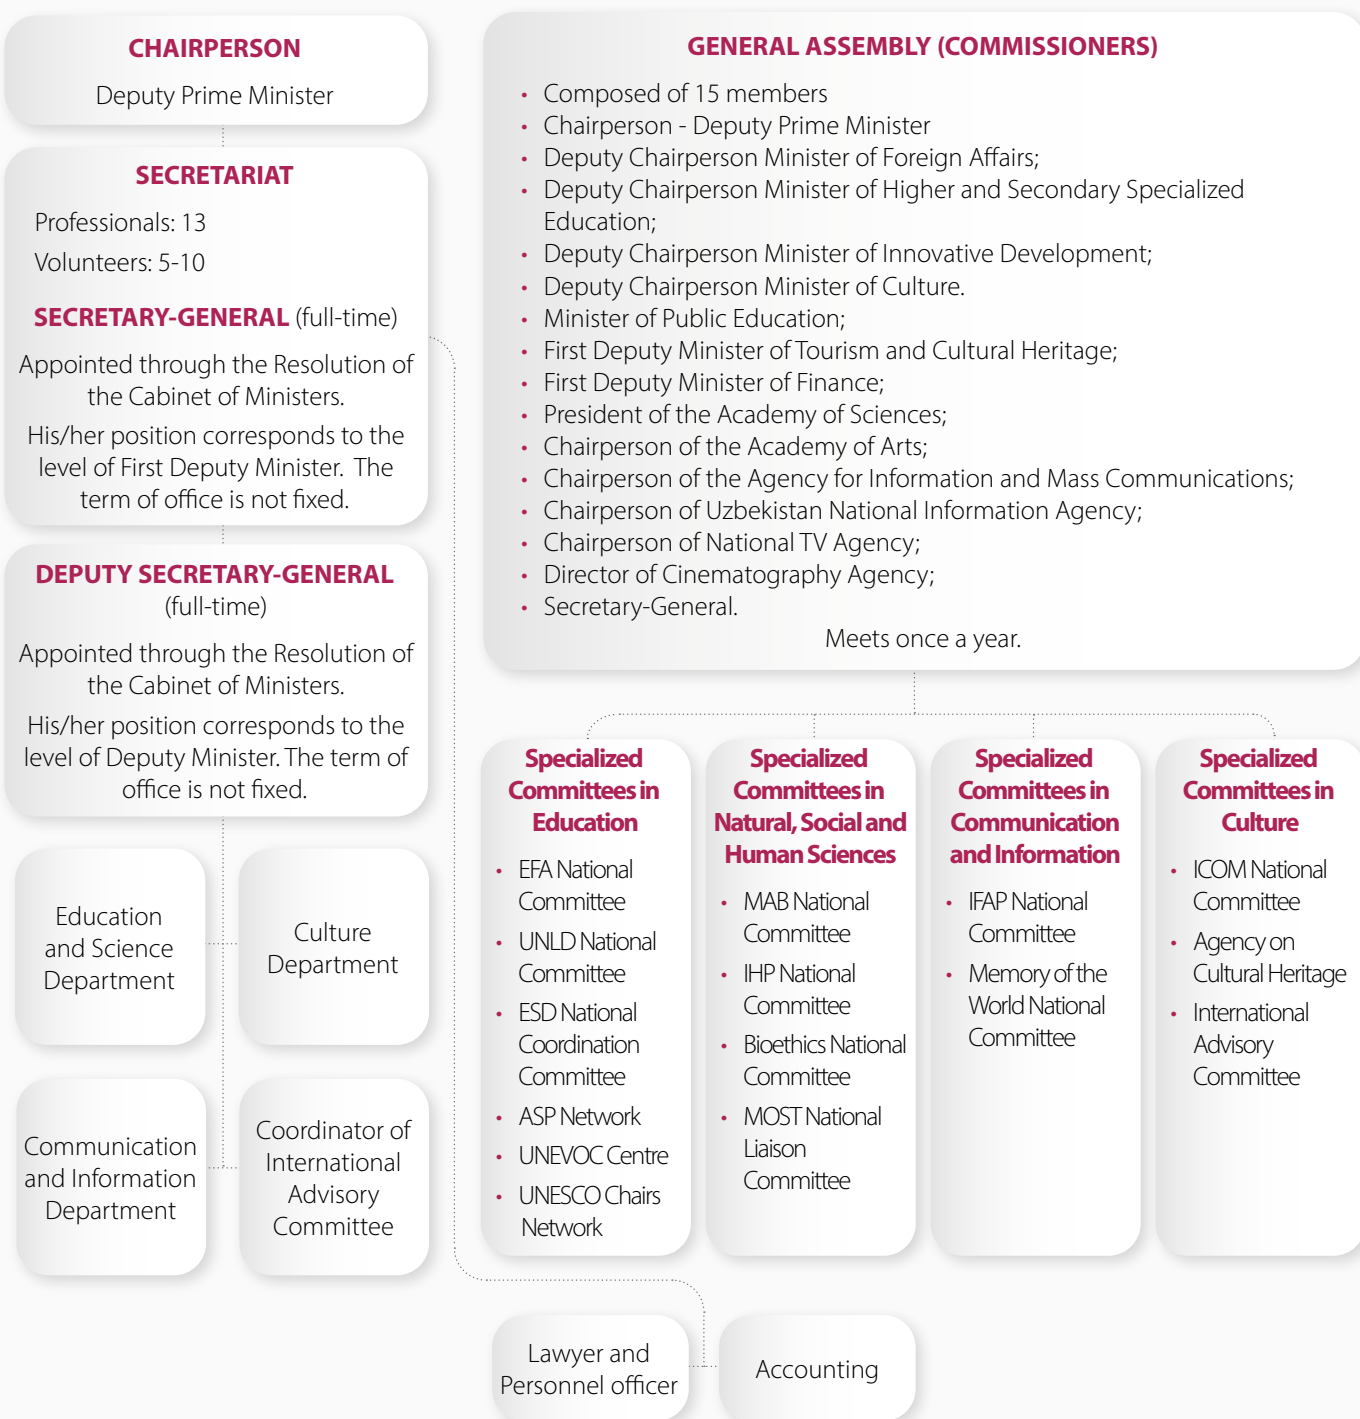 CHAIRPERSON
Deputy Prime Minister
SECRETARIAT
Professionals: 13
Volunteers: 5-10
SECRETARY-GENERAL (full-time)
Appointed through the Resolution of
the Cabinet of Ministers.
His/her position corresponds to the
level of First Deputy Minister. The
term of office is not fixed.
DEPUTY SECRETARY-GENERAL
(full-time)
Appointed through the Resolution of
the Cabinet of Ministers.
His/her position corresponds to the
level of Deputy Minister. The term of
office is not fixed.
Education
and Science
Department
Culture
Department
Communication
and Information
Department
Coordinator of
International
Advisory
Committee
GENERAL ASSEMBLY (COMMISSIONERS)
• Composed of 15 members
• Chairperson - Deputy Prime Minister
• Deputy Chairperson Minister of Foreign Affairs;
• Deputy Chairperson Minister of Higher and Secondary Specialized
Education;
• Deputy Chairperson Minister of Innovative Development;
• Deputy Chairperson Minister of Culture.
• Minister of Public Education;
• First Deputy Minister of Tourism and Cultural Heritage;
• First Deputy Minister of Finance;
• President of the Academy of Sciences;
• Chairperson of the Academy of Arts;
• Chairperson of the Agency for Information and Mass Communications;
• Chairperson of Uzbekistan National Information Agency;
• Chairperson of National TV Agency;
• Director of Cinematography Agency;
• Secretary-General.
Meets once a year.
Specialized
Committees in
Education
• EFA National
Committee
• UNLD National
Committee
• ESD National
Coordination
Committee
• ASP Network
• UNEVOC Centre
• UNESCO Chairs
Network
Specialized
Committees in
Natural, Social and
Human Sciences
• MAB National
Committee
• IHP National
Committee
• Bioethics National
Committee
• MOST National
Liaison
Committee
Specialized
Committees in
Communication
and Information
• IFAP National
Committee
• Memory of the
World National
Committee
Specialized
Committees in
Culture
• ICOM National
Committee
• Agency on
Cultural Heritage
• International
Advisory
Committee
Lawyer and
Personnel officer
Accounting